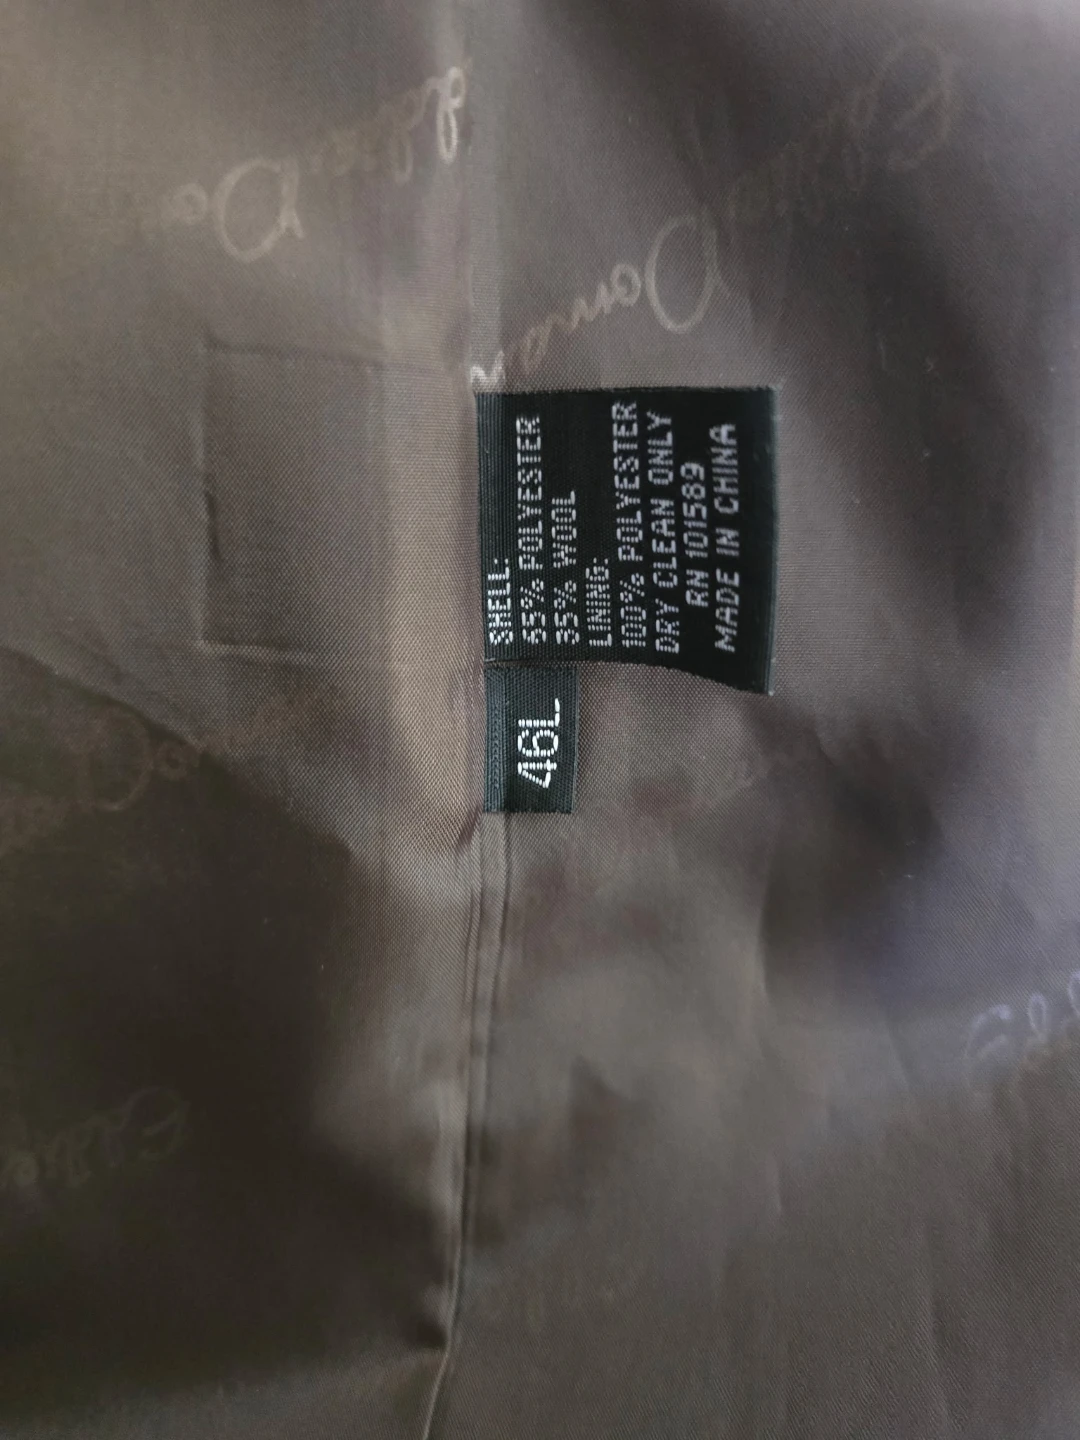 SHELL:
65% POLYESTER
35% WOOL
LINING:
100% POLYESTER
DRY CLEAN ONLY
RN 101589
MADE IN CHINA
46L